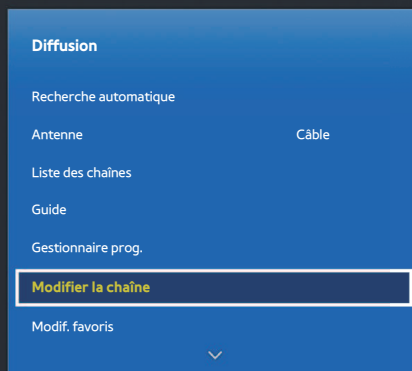 Diffusion
Recherche automatique
Antenne Câble
Liste des chaînes
Guide
Gestionnaire prog.
Modifier la chaîne
Modif. favoris